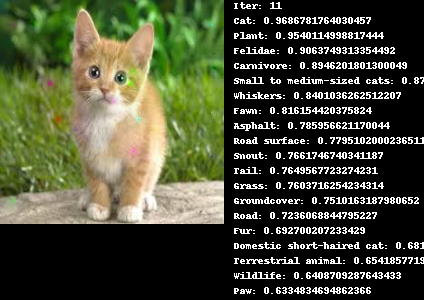 Iter: 11
Cat: 0.9686781764030457
Plant: 0.9540114998817444
Felidae: 0.9063749313354492
Carnivore: 0.8946201801300049
Small to medium-sized cats: 0.87
Whiskers: 0.8401036262512207
Fawn: 0.816154420375824
Asphalt: 0.785956621170044
Road surface: 0.779510200023651
Snout: 0.7661746740341187
Tail: 0.7649567723274231
Grass: 0.7603716254234314
Groundcover: 0.7510163187980652
Road: 0.7236068844795227
Fur: 0.692700207233429
Domestic short-haired cat: 0.681
Terrestrial animal: 0.6541857719
Wildlife: 0.6408709287643433
Paw: 0.6334834694862366